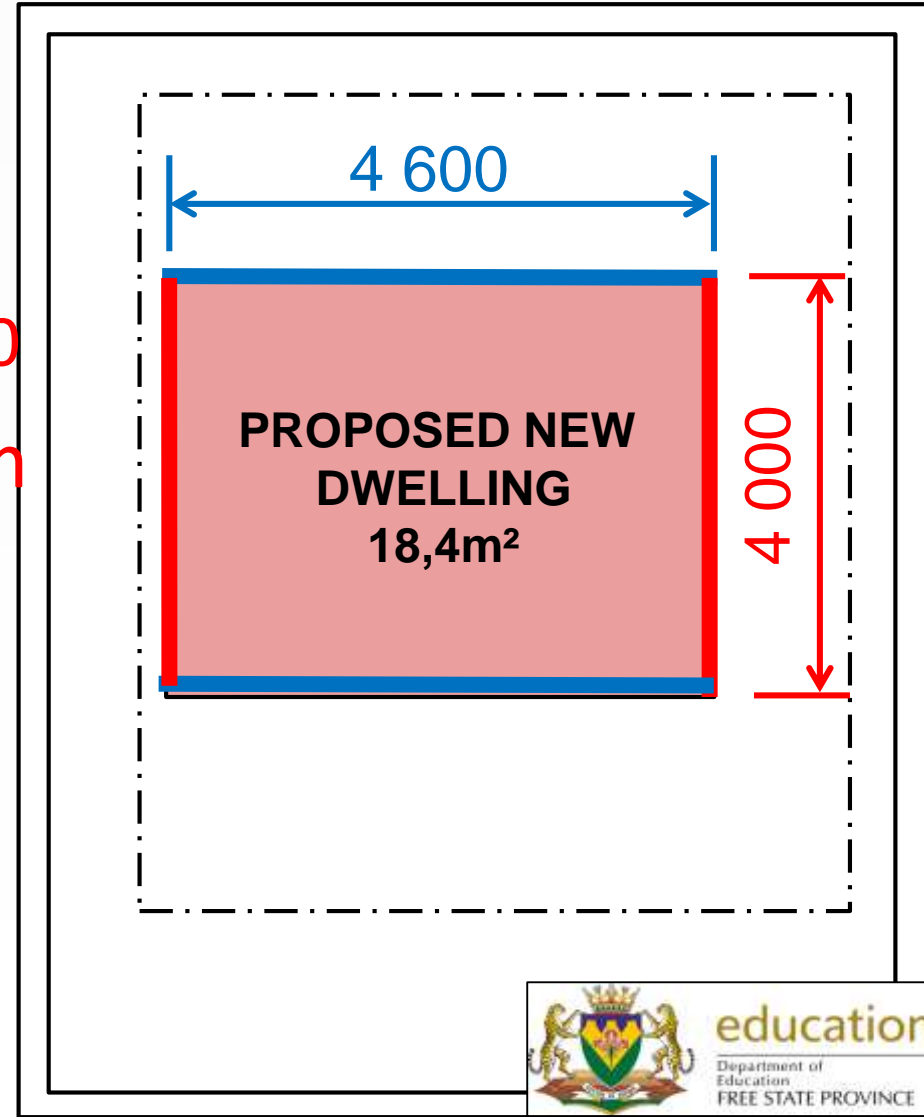 4 600
PROPOSED NEW
DWELLING
18,4m²
4 000
education
Department of
Education
FREE STATE PROVINCE